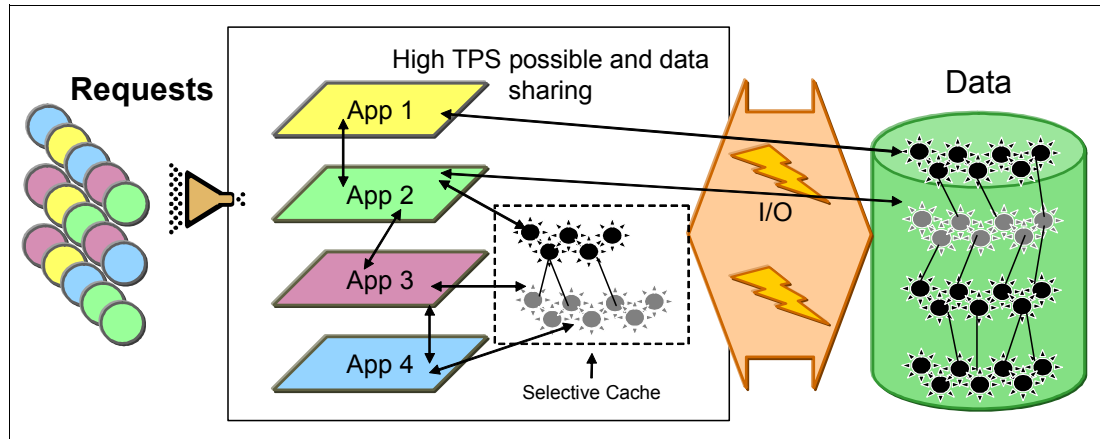 Requests
High TPS possible and data
sharing
App 1
App 2
App 3
App 4
Selective Cache
I/O
Data